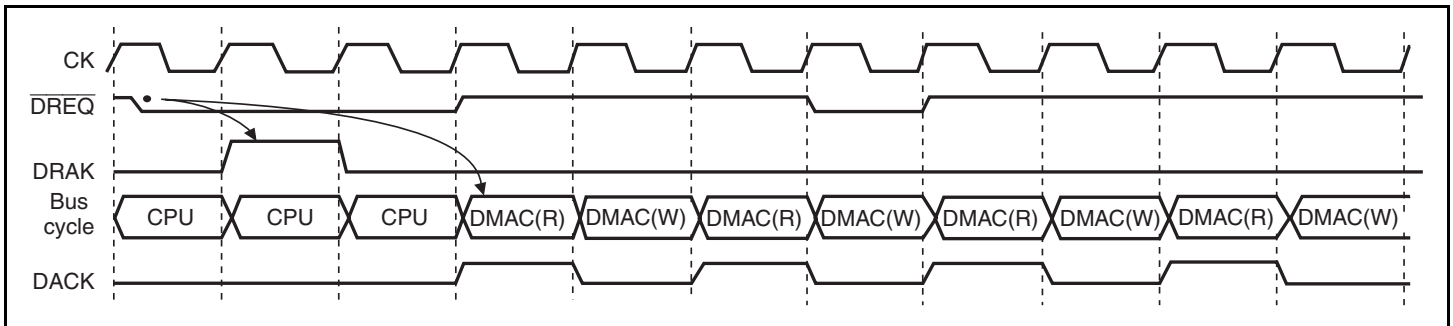 CK
DREQ
DRAK
Bus
cycle
CPU CPU CPU DMAC(R) DMAC(W) DMAC(R) DMAC(W) DMAC(R) DMAC(W) DMAC(R) DMAC(W)
DACK